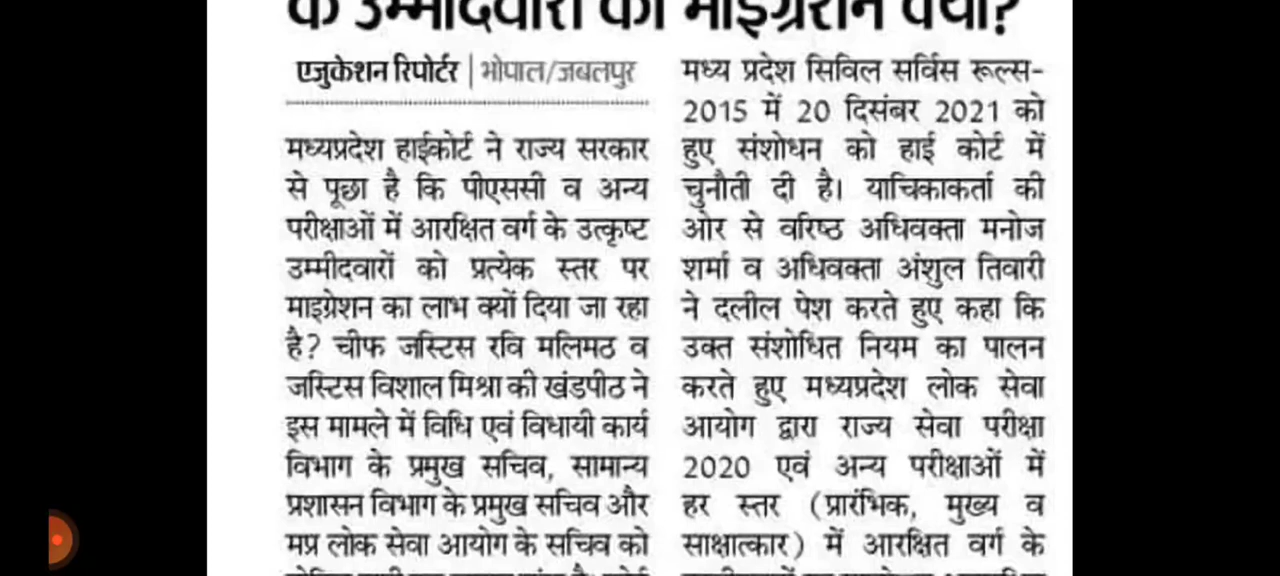 के उम्मीदवारों को माइग्रेशन क्यों?
एजुकेशन रिपोर्टर | भोपाल/जबलपुर
मध्यप्रदेश हाईकोर्ट ने राज्य सरकार
से पूछा है कि पीएससी व अन्य
परीक्षाओं में आरक्षित वर्ग के उत्कृष्ट
उम्मीदवारों को प्रत्येक स्तर पर
माइग्रेशन का लाभ क्यों दिया जा रहा
है? चीफ जस्टिस रवि मलिमठ व
जस्टिस विशाल मिश्रा की खंडपीठ ने
इस मामले में विधि एवं विधायी कार्य
विभाग के प्रमुख सचिव, सामान्य
प्रशासन विभाग के प्रमुख सचिव और
मप्र लोक सेवा आयोग के सचिव को
मध्य प्रदेश सिविल सर्विस रूल्स-
2015 में 20 दिसंबर 2021 को
हुए संशोधन को हाई कोर्ट में
चुनौती दी है। याचिकाकर्ता की
ओर से वरिष्ठ अधिवक्ता मनोज
शर्मा व अधिवक्ता अंशुल तिवारी
ने दलील पेश करते हुए कहा कि
उक्त संशोधित नियम का पालन
करते हुए मध्यप्रदेश लोक सेवा
आयोग द्वारा राज्य सेवा परीक्षा
2020 एवं अन्य परीक्षाओं में
हर स्तर (प्रारंभिक, मुख्य व
साक्षात्कार) में आरक्षित वर्ग के